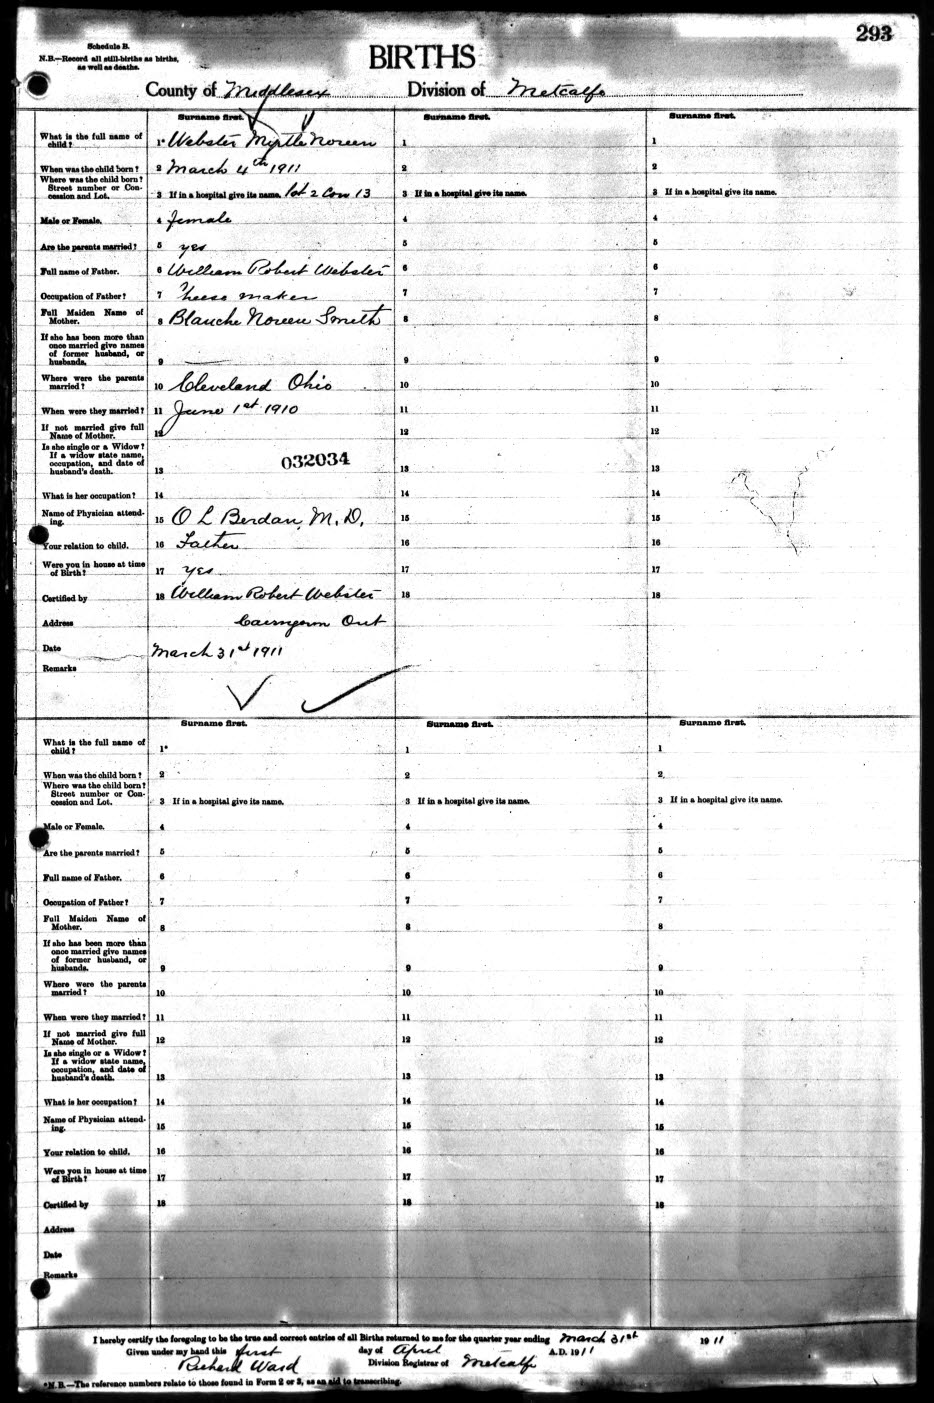 293
Schedule B.
N.B.—Record all still-births as births,
as well as deaths.
BIRTHS
County of Middlesex Division of Metcalfe
Surname first. Surname first. Surname first.
What is the full name of child? 1* Webster Myrtle Noreen 1 1
When was the child born? 2 March 4th 1911 2 2
Where was the child born? Street number or Concession and Lot. 3 If in a hospital give its name. Lot 2 Con 13 3 If in a hospital give its name. 3 If in a hospital give its name.
Male or Female. 4 female 4 4
Are the parents married? 5 yes 5 5
Full name of Father. 6 William Robert Webster 6 6
Occupation of Father? 7 Cheese maker 7 7
Full Maiden Name of Mother. 8 Blanche Noreen Smith 8 8
If she has been more than once married give names of former husband, or husbands. 9 — 9 9
Where were the parents married? 10 Cleveland Ohio 10 10
When were they married? 11 June 1st 1910 11 11
If not married give full Name of Mother. 12 12 12
Is she single or a Widow? If a widow state name, occupation, and date of husband's death. 13 032034 13 13
What is her occupation? 14 14 14
Name of Physician attending. 15 O L Berdan, M.D. 15 15
Your relation to child. 16 Father 16 16
Were you in house at time of Birth? 17 yes 17 17
Certified by 18 William Robert Webster 18 18
Address Cairngorm Ont
Date March 31st 1911
Remarks
Surname first. Surname first. Surname first.
What is the full name of child? 1* 1 1
When was the child born? 2 2 2
Where was the child born? Street number or Concession and Lot. 3 If in a hospital give its name. 3 If in a hospital give its name. 3 If in a hospital give its name.
Male or Female. 4 4 4
Are the parents married? 5 5 5
Full name of Father. 6 6 6
Occupation of Father? 7 7 7
Full Maiden Name of Mother. 8 8 8
If she has been more than once married give names of former husband, or husbands. 9 9 9
Where were the parents married? 10 10 10
When were they married? 11 11 11
If not married give full Name of Mother. 12 12 12
Is she single or a Widow? If a widow state name, occupation, and date of husband's death. 13 13 13
What is her occupation? 14 14 14
Name of Physician attending. 15 15 15
Your relation to child. 16 16 16
Were you in house at time of Birth? 17 17 17
Certified by 18 18 18
Address
Date
Remarks
I hereby certify the foregoing to be the true and correct entries of all Births returned to me for the quarter year ending March 31st 1911
Given under my hand this first day of April A.D. 1911
Richard Ward Division Registrar of Metcalfe
*N.B.—The reference numbers relate to those found in Form 2 or 3, as an aid to transcribing.